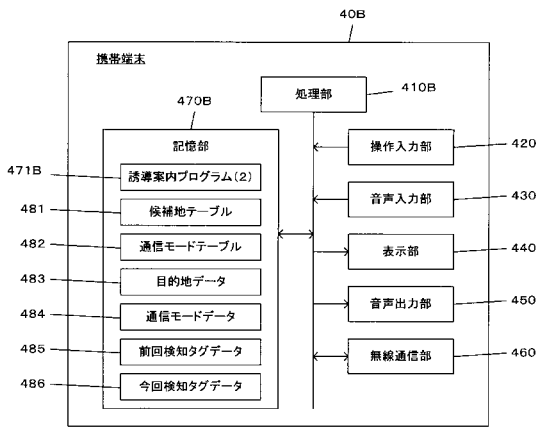 40B
携帯端末
470B
処理部
410B
記憶部
操作入力部
420
471B
誘導案内プログラム(2)
481
候補地テーブル
音声入力部
430
482
通信モードテーブル
表示部
440
483
目的地データ
484
通信モードデータ
音声出力部
450
485
前回検知タグデータ
無線通信部
460
486
今回検知タグデータ